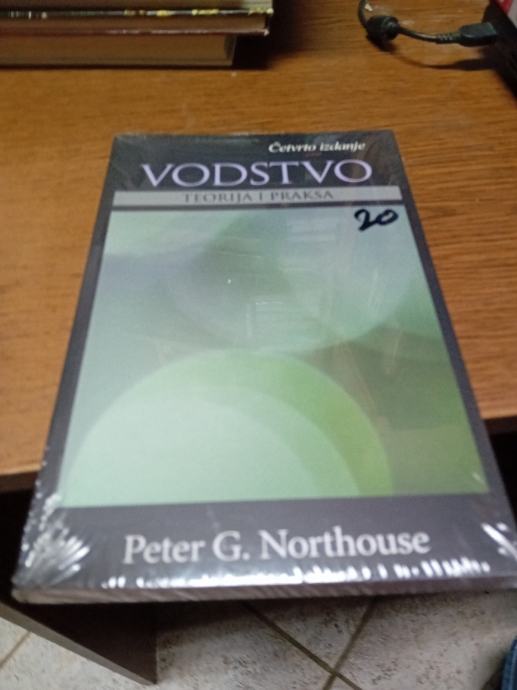 Četvrto izdanje
VODSTVO
TEORIJA I PRAKSA
20
Peter G. Northouse